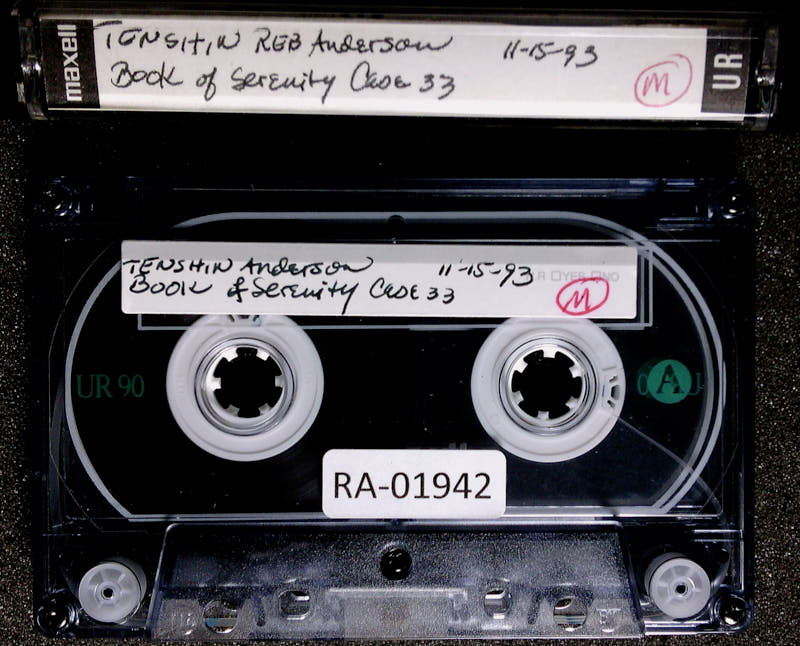 maxell
TENSHIN REB Anderson 11-15-93
Book of Serenity Case 33
M
UR
TENSHIN Anderson 11-15-93
BOOK of Serenity Case 33
M
UR 90
A
RA-01942